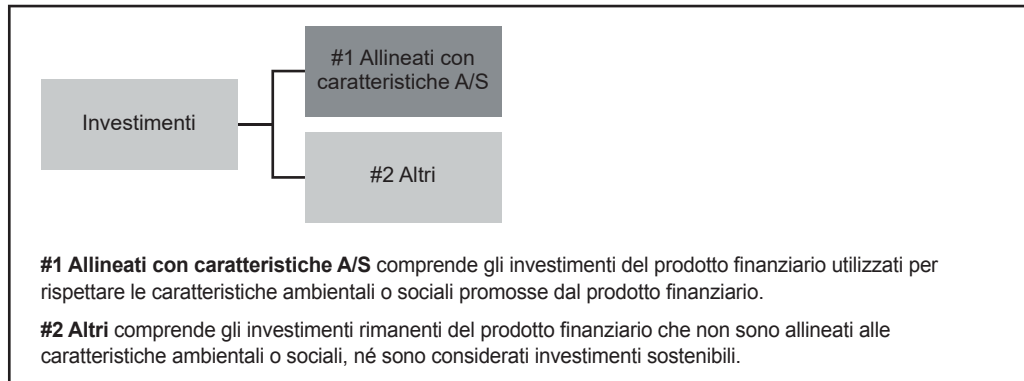 #1 Allineati con
caratteristiche A/S
Investimenti
#2 Altri
#1 Allineati con caratteristiche A/S comprende gli investimenti del prodotto finanziario utilizzati per
rispettare le caratteristiche ambientali o sociali promosse dal prodotto finanziario.
#2 Altri comprende gli investimenti rimanenti del prodotto finanziario che non sono allineati alle
caratteristiche ambientali o sociali, né sono considerati investimenti sostenibili.